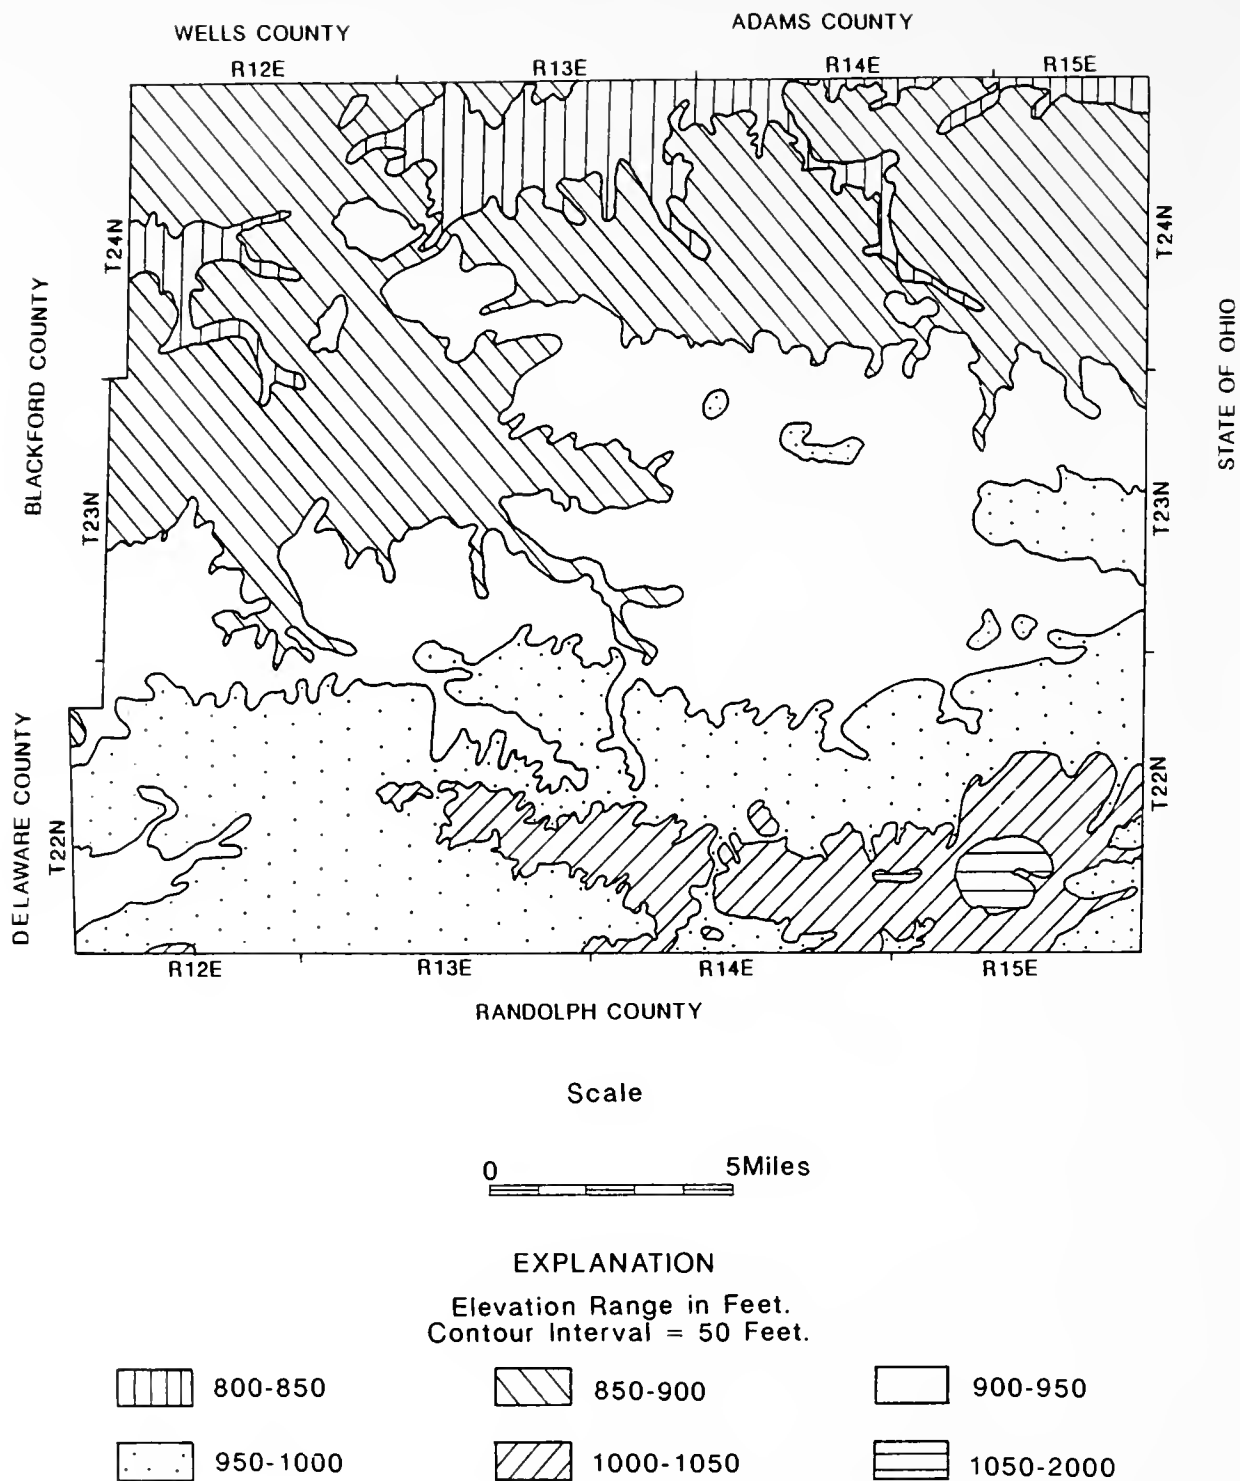 WELLS COUNTY
ADAMS COUNTY
R12E
R13E
R14E
R15E
T24N
T24N
BLACKFORD COUNTY
STATE OF OHIO
T23N
T23N
DELAWARE COUNTY
T22N
T22N
R12E
R13E
R14E
R15E
RANDOLPH COUNTY
Scale
0
5Miles
EXPLANATION
Elevation Range in Feet.
Contour Interval = 50 Feet.
800-850
850-900
900-950
950-1000
1000-1050
1050-2000